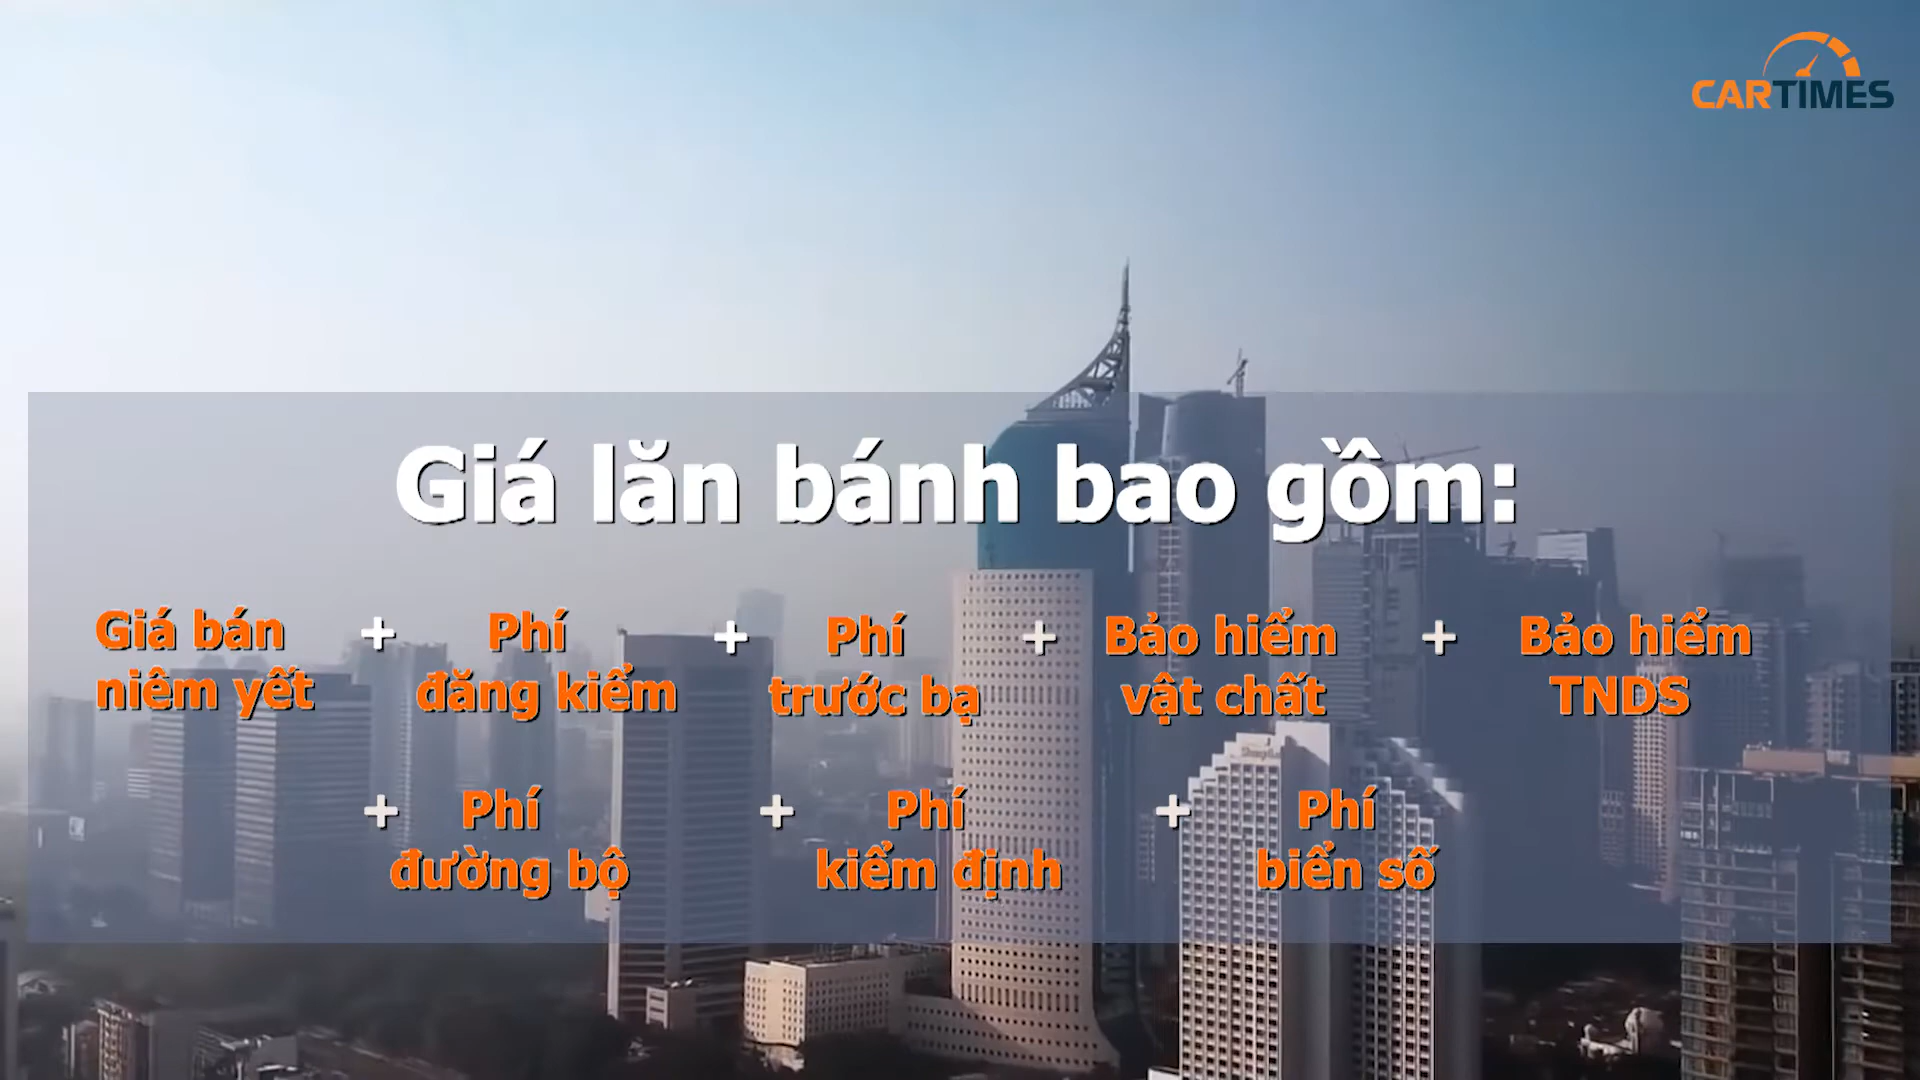 CARTIMES
Giá lăn bánh bao gồm:
Giá bán + Phí + Phí + Bảo hiểm + Bảo hiểm
niêm yết đăng kiểm trước bạ vật chất TNDS
+ Phí + Phí + Phí
đường bộ kiểm định biển số